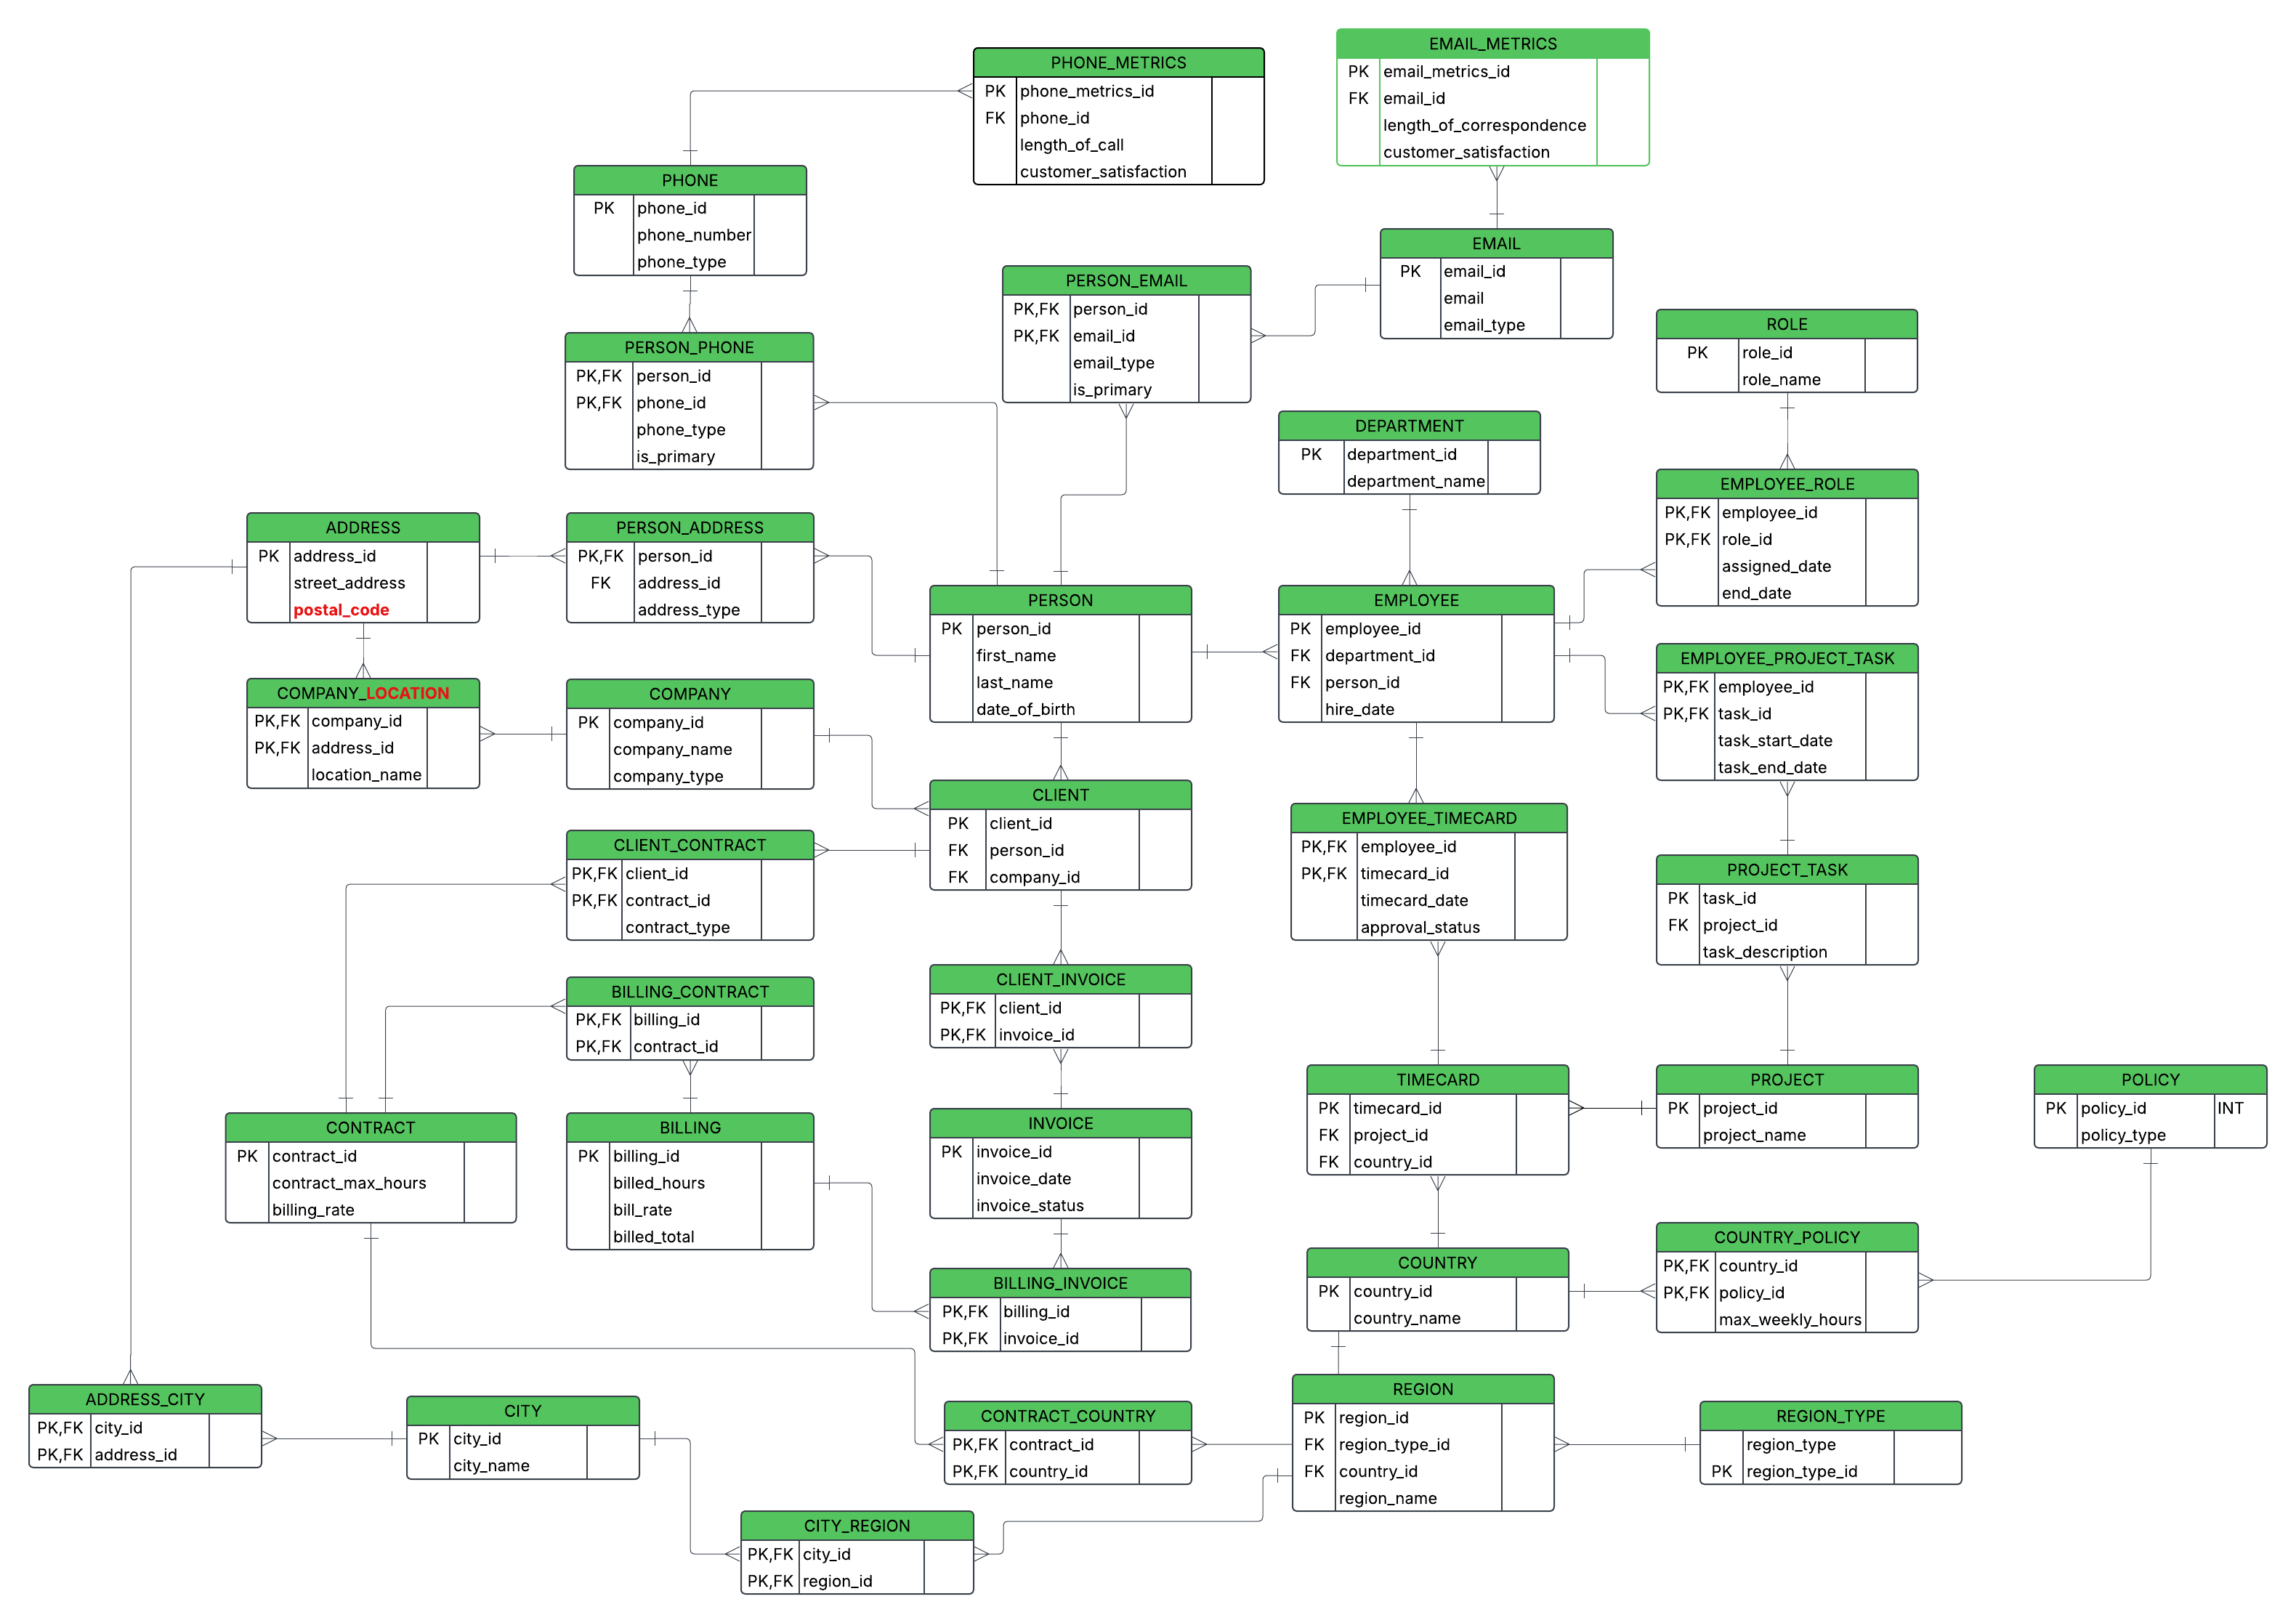 EMAIL_METRICS
PK email_metrics_id
FK email_id
length_of_correspondence
customer_satisfaction
PHONE_METRICS
PK phone_metrics_id
FK phone_id
length_of_call
customer_satisfaction
PHONE
PK phone_id
phone_number
phone_type
EMAIL
PK email_id
email
email_type
PERSON_EMAIL
PK,FK person_id
PK,FK email_id
email_type
is_primary
ROLE
PK role_id
role_name
PERSON_PHONE
PK,FK person_id
PK,FK phone_id
phone_type
is_primary
DEPARTMENT
PK department_id
department_name
EMPLOYEE_ROLE
PK,FK employee_id
PK,FK role_id
assigned_date
end_date
ADDRESS
PK address_id
street_address
postal_code
PERSON_ADDRESS
PK,FK person_id
FK address_id
address_type
PERSON
PK person_id
first_name
last_name
date_of_birth
EMPLOYEE
PK employee_id
FK department_id
FK person_id
hire_date
EMPLOYEE_PROJECT_TASK
PK,FK employee_id
PK,FK task_id
task_start_date
task_end_date
COMPANY_LOCATION
PK,FK company_id
PK,FK address_id
location_name
COMPANY
PK company_id
company_name
company_type
CLIENT
PK client_id
FK person_id
FK company_id
EMPLOYEE_TIMECARD
PK,FK employee_id
PK,FK timecard_id
timecard_date
approval_status
CLIENT_CONTRACT
PK,FK client_id
PK,FK contract_id
contract_type
PROJECT_TASK
PK task_id
FK project_id
task_description
BILLING_CONTRACT
PK,FK billing_id
PK,FK contract_id
CLIENT_INVOICE
PK,FK client_id
PK,FK invoice_id
TIMECARD
PK timecard_id
FK project_id
FK country_id
PROJECT
PK project_id
project_name
POLICY
PK policy_id INT
policy_type
CONTRACT
PK contract_id
contract_max_hours
billing_rate
BILLING
PK billing_id
billed_hours
bill_rate
billed_total
INVOICE
PK invoice_id
invoice_date
invoice_status
COUNTRY_POLICY
PK,FK country_id
PK,FK policy_id
max_weekly_hours
COUNTRY
PK country_id
country_name
BILLING_INVOICE
PK,FK billing_id
PK,FK invoice_id
ADDRESS_CITY
PK,FK city_id
PK,FK address_id
CITY
PK city_id
city_name
CONTRACT_COUNTRY
PK,FK contract_id
PK,FK country_id
REGION
PK region_id
FK region_type_id
FK country_id
region_name
REGION_TYPE
region_type
PK region_type_id
CITY_REGION
PK,FK city_id
PK,FK region_id